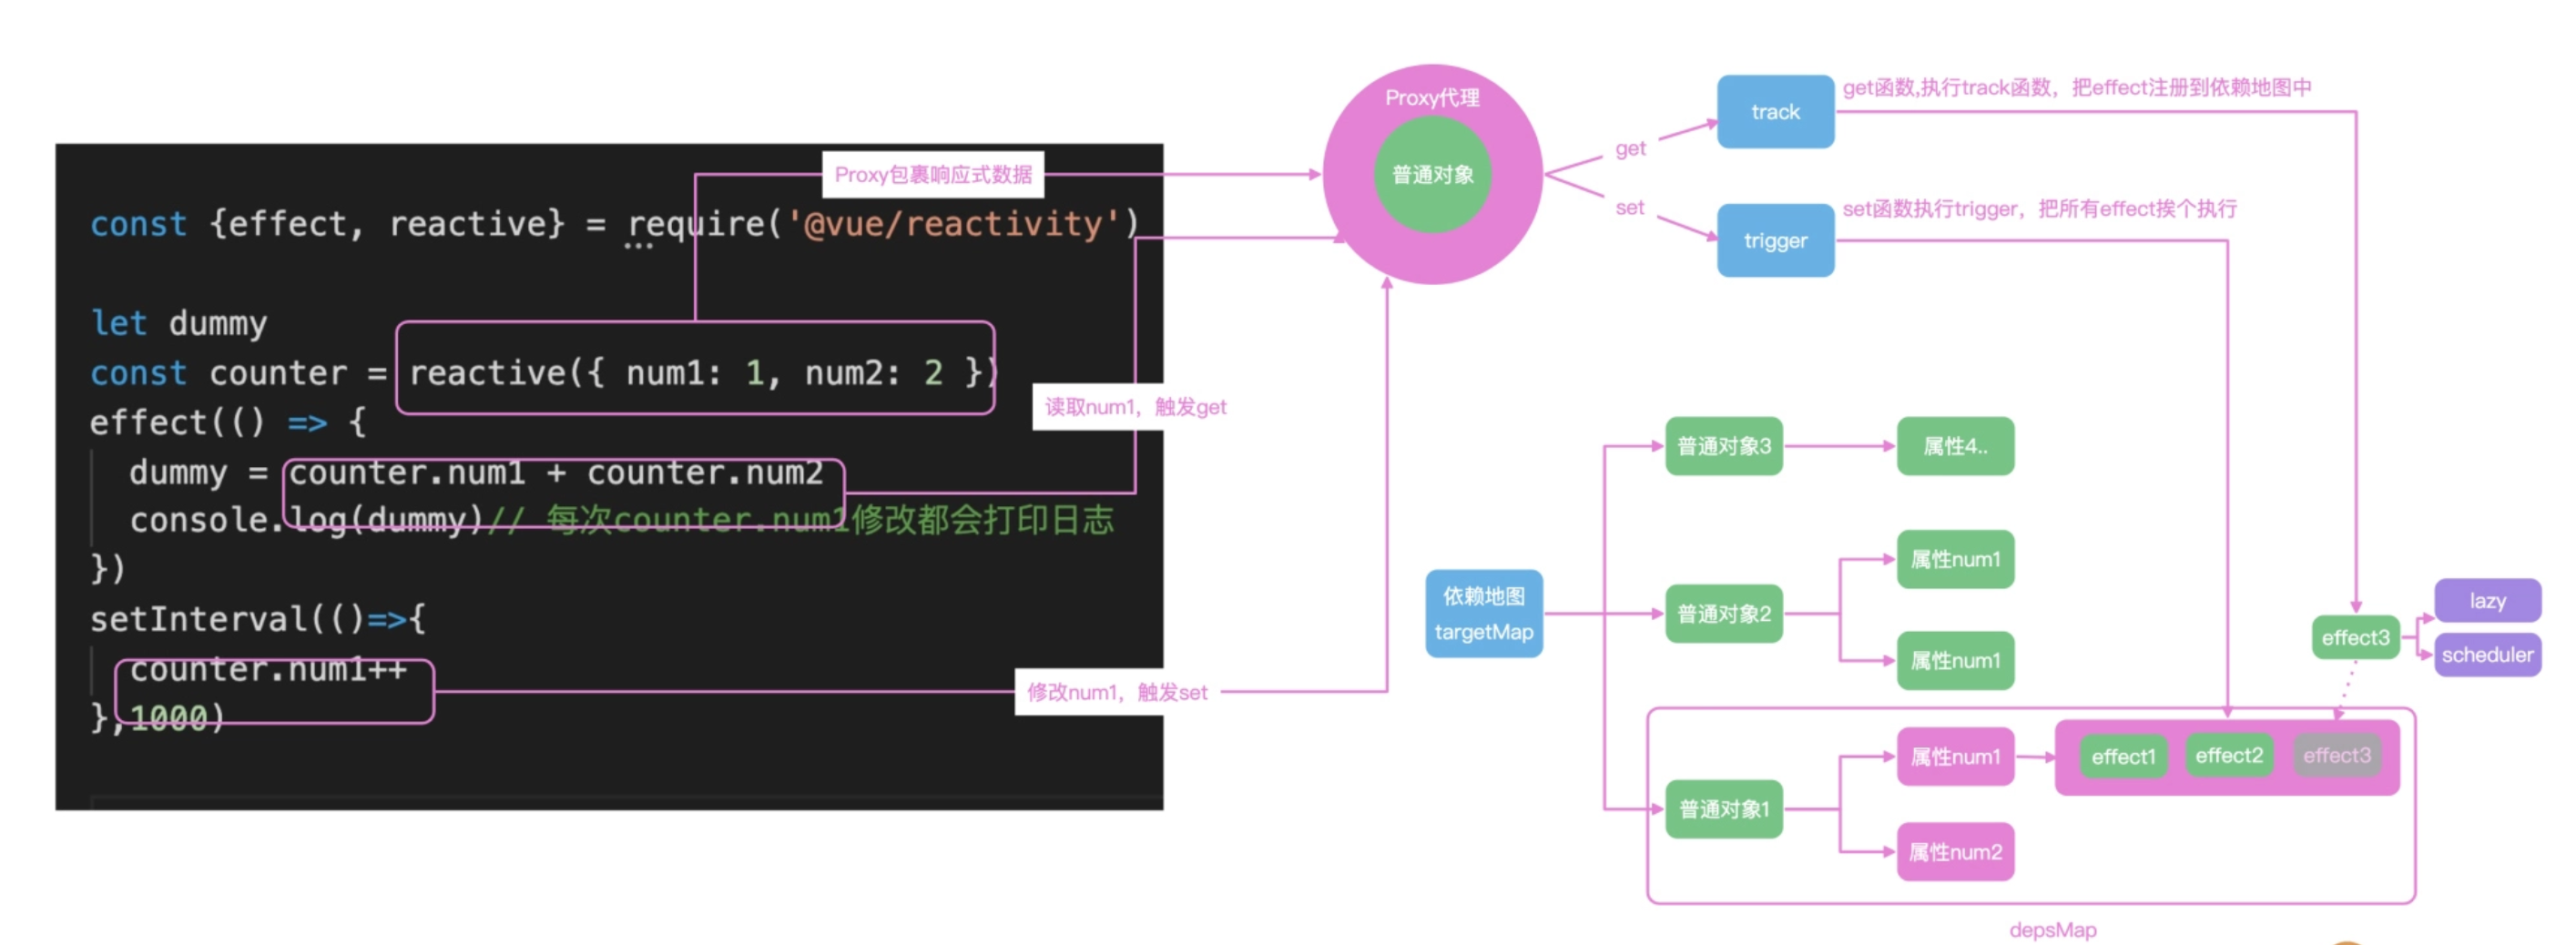 const {effect, reactive} = require('@vue/reactivity')
let dummy
const counter = reactive({ num1: 1, num2: 2 })
effect(() => {
dummy = counter.num1 + counter.num2
console.log(dummy)// 每次counter.num1修改都会打印日志
})
setInterval(()=>{
counter.num1++
},1000)
Proxy包裹响应式数据
读取num1，触发get
修改num1，触发set
Proxy代理
普通对象
get
set
track
get函数,执行track函数，把effect注册到依赖地图中
trigger
set函数执行trigger，把所有effect挨个执行
依赖地图
targetMap
普通对象3
属性4..
普通对象2
属性num1
属性num1
普通对象1
属性num1
属性num2
effect1
effect2
effect3
effect3
lazy
scheduler
depsMap